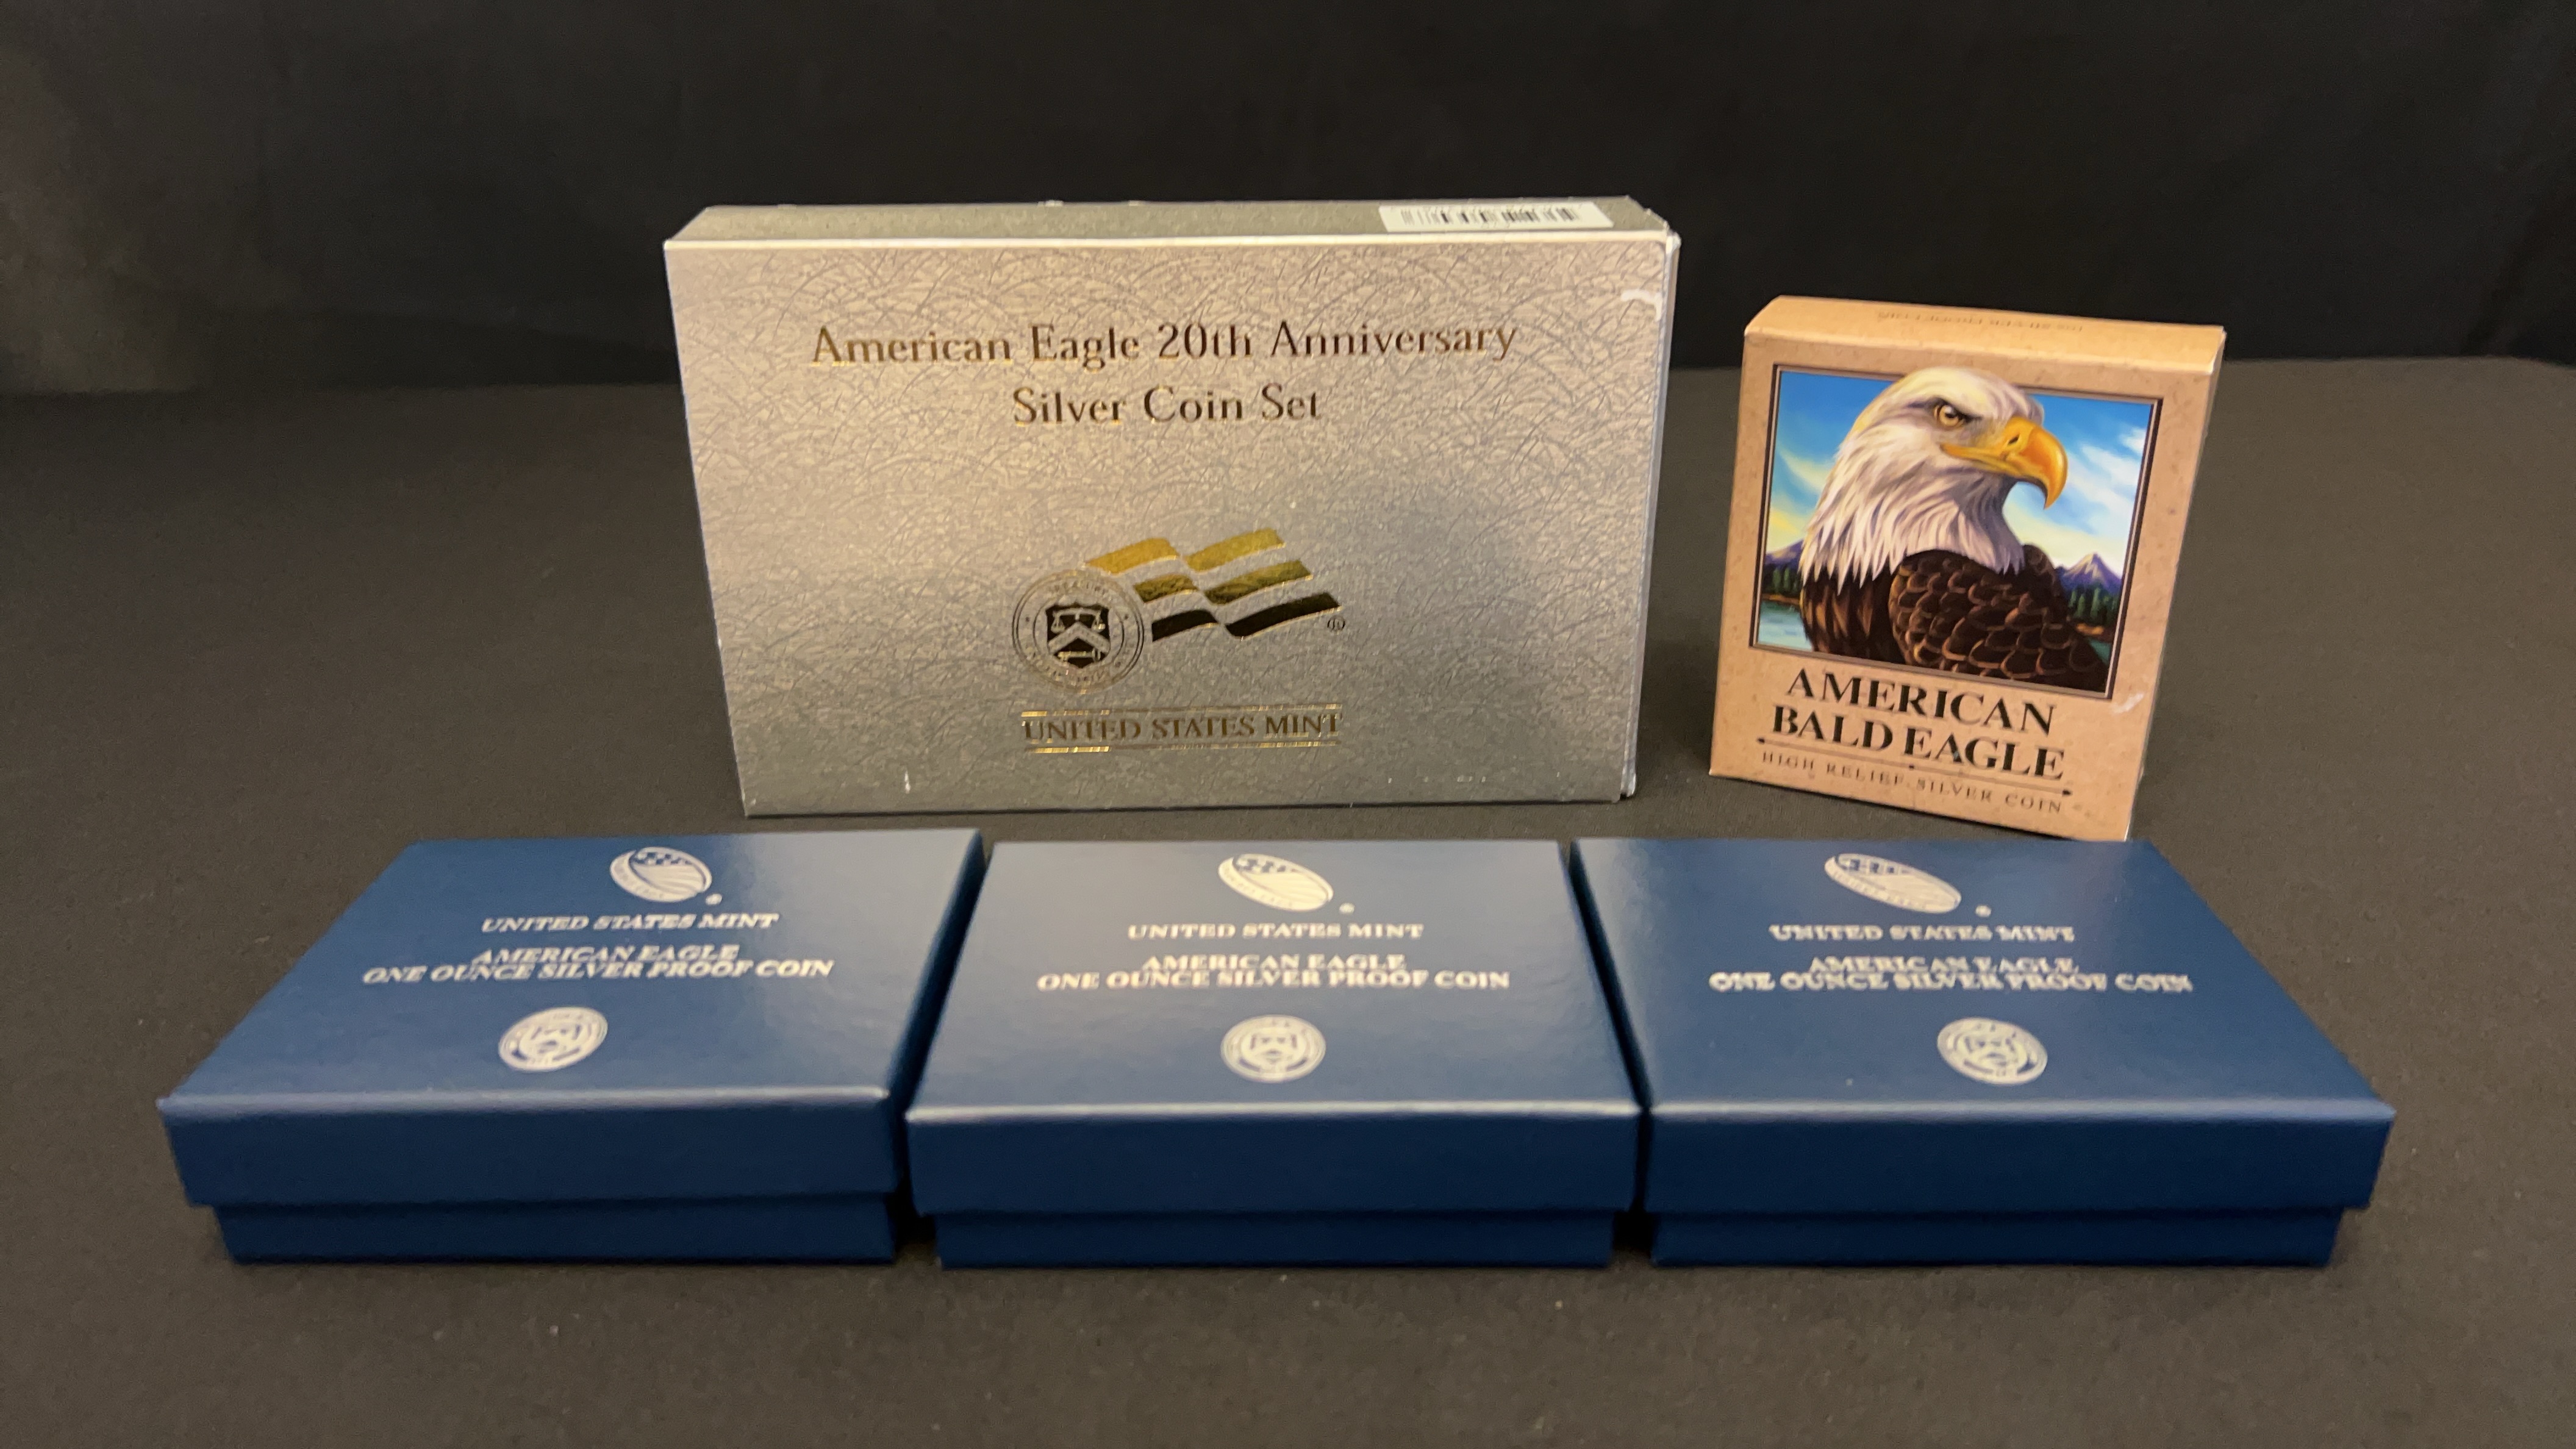 American Eagle 20th Anniversary
Silver Coin Set
UNITED STATES MINT
AMERICAN
BALD EAGLE
HIGH RELIEF SILVER COIN
UNITED STATES MINT
AMERICAN EAGLE
ONE OUNCE SILVER PROOF COIN
UNITED STATES MINT
AMERICAN EAGLE
ONE OUNCE SILVER PROOF COIN
UNITED STATES MINT
AMERICAN EAGLE
ONE OUNCE SILVER PROOF COIN